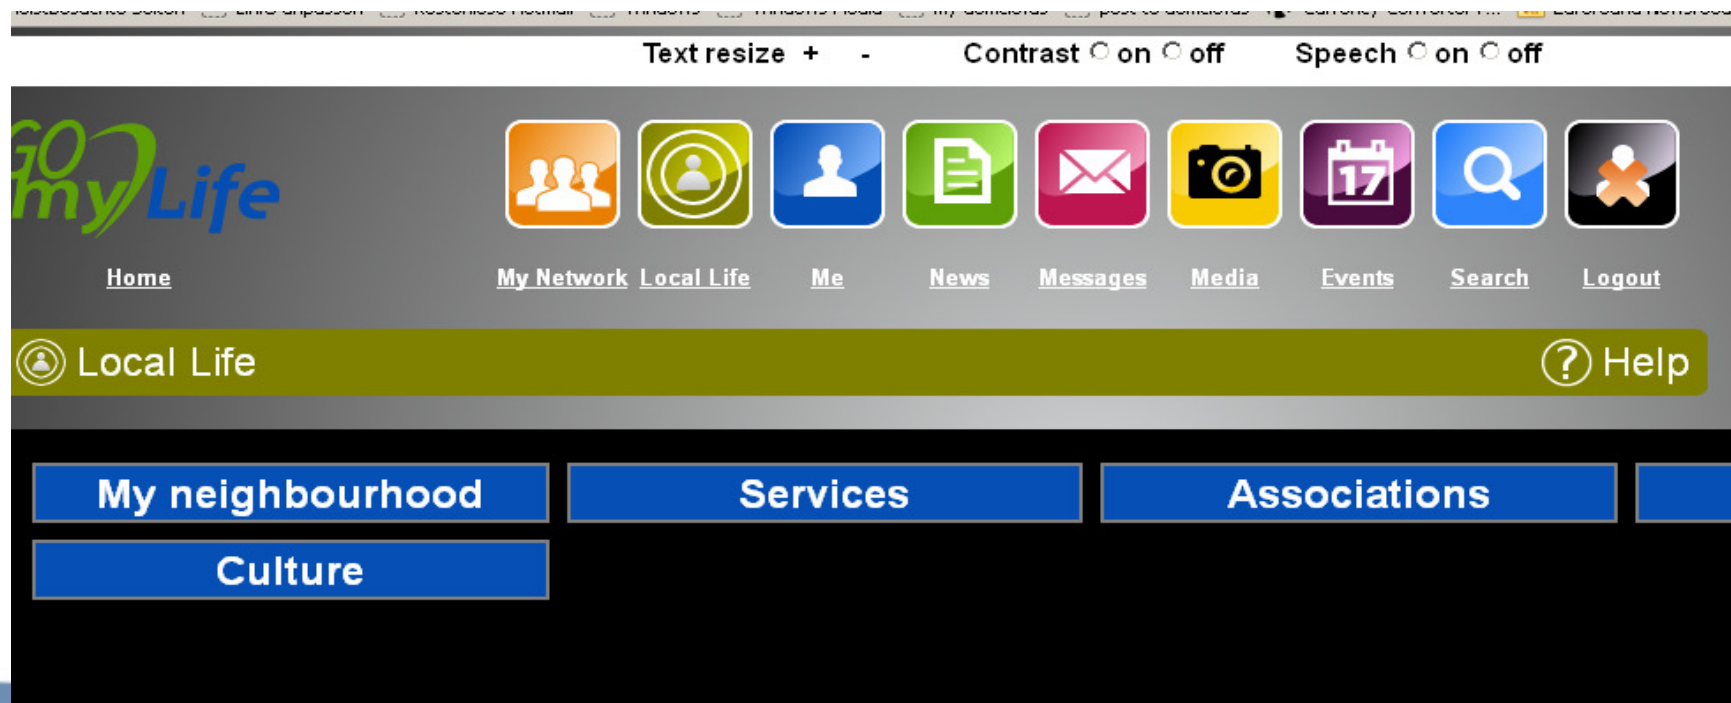 Text resize + - Contrast on off Speech on off
GO
my Life
17
Home My Network Local Life Me News Messages Media Events Search Logout
Local Life ? Help
My neighbourhood Services Associations
Culture